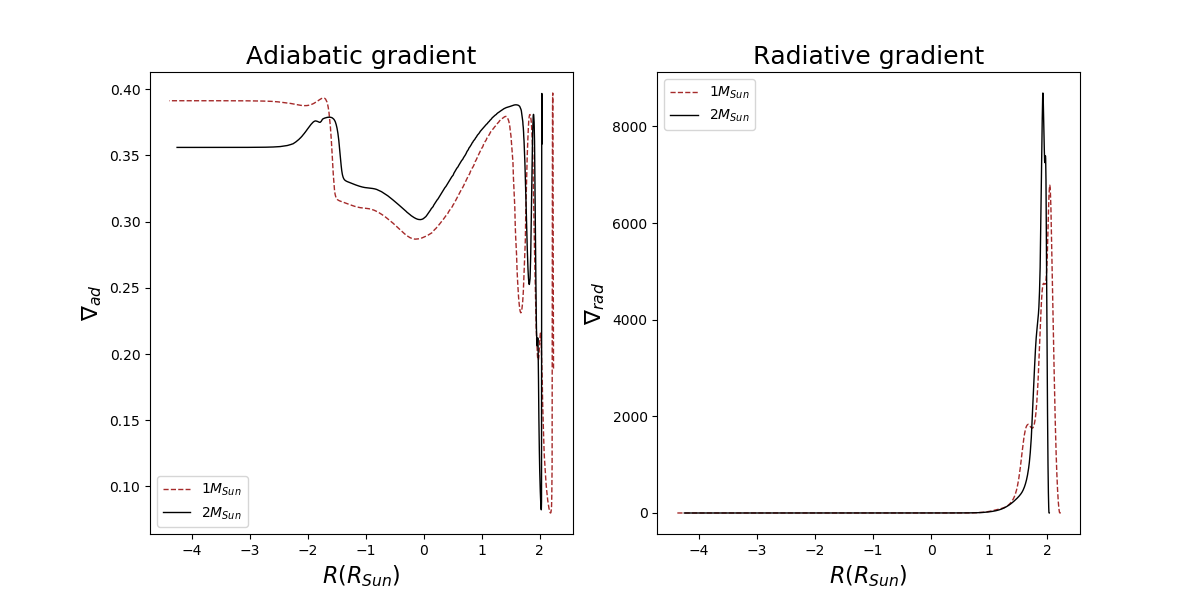 Adiabatic gradient
∇ad
0.40
0.35
0.30
0.25
0.20
0.15
0.10
1MSun
2MSun
−4 −3 −2 −1 0 1 2
R(RSun)
Radiative gradient
∇rad
8000
6000
4000
2000
0
1MSun
2MSun
−4 −3 −2 −1 0 1 2
R(RSun)